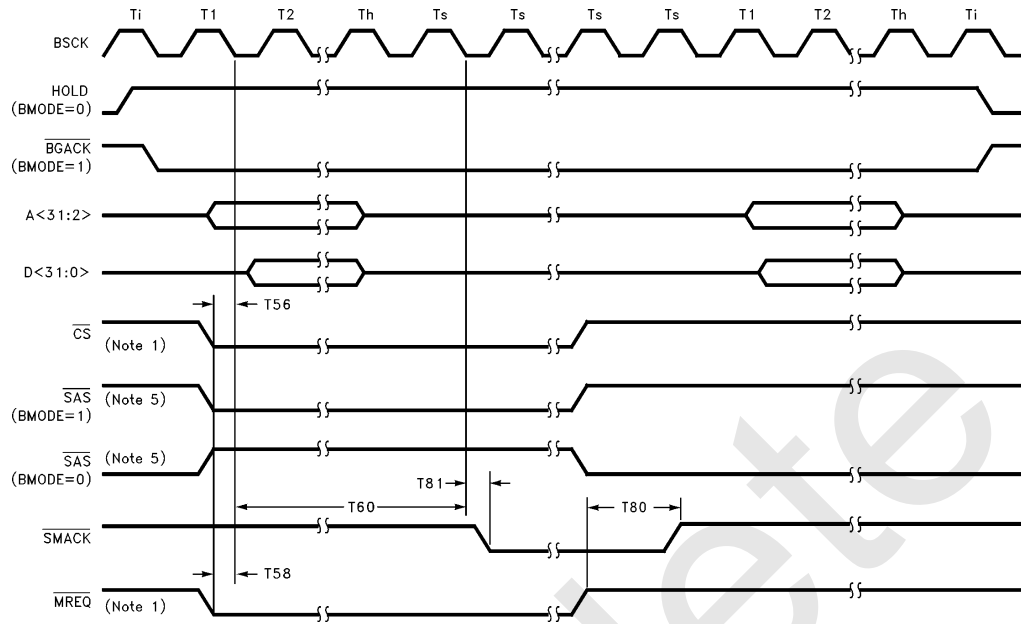 Ti T1 T2 Th Ts Ts Ts Ts T1 T2 Th Ti
BSCK
HOLD
(BMODE=0)
BGACK
(BMODE=1)
A<31:2>
D<31:0>
T56
CS (Note 1)
SAS (Note 5)
(BMODE=1)
SAS (Note 5)
(BMODE=0)
T81
T60
T80
SMACK
T58
MREQ (Note 1)